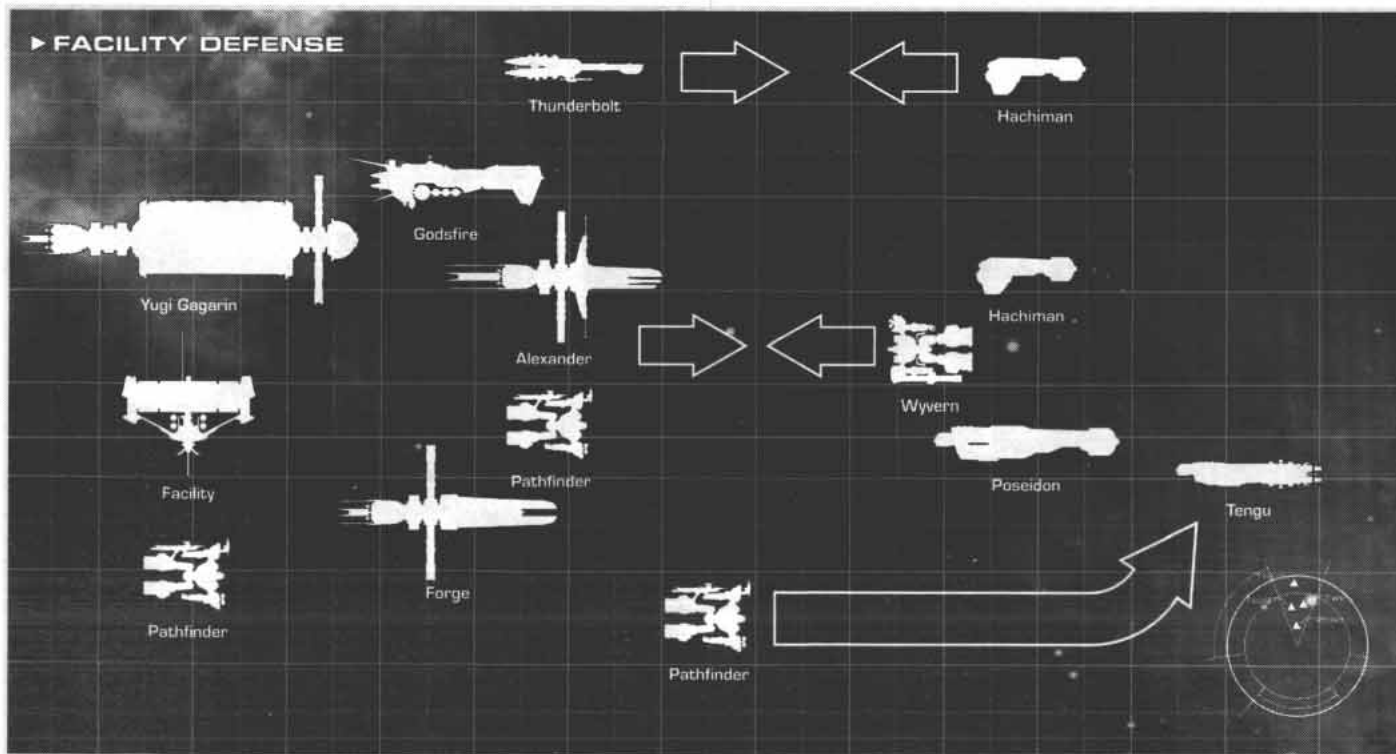 ▶ FACILITY DEFENSE
Thunderbolt
Hachiman
Godsfire
Yugi Gagarin
Hachiman
Alexander
Wyvern
Pathfinder
Poseidon
Facility
Tengu
Forge
Pathfinder
Pathfinder